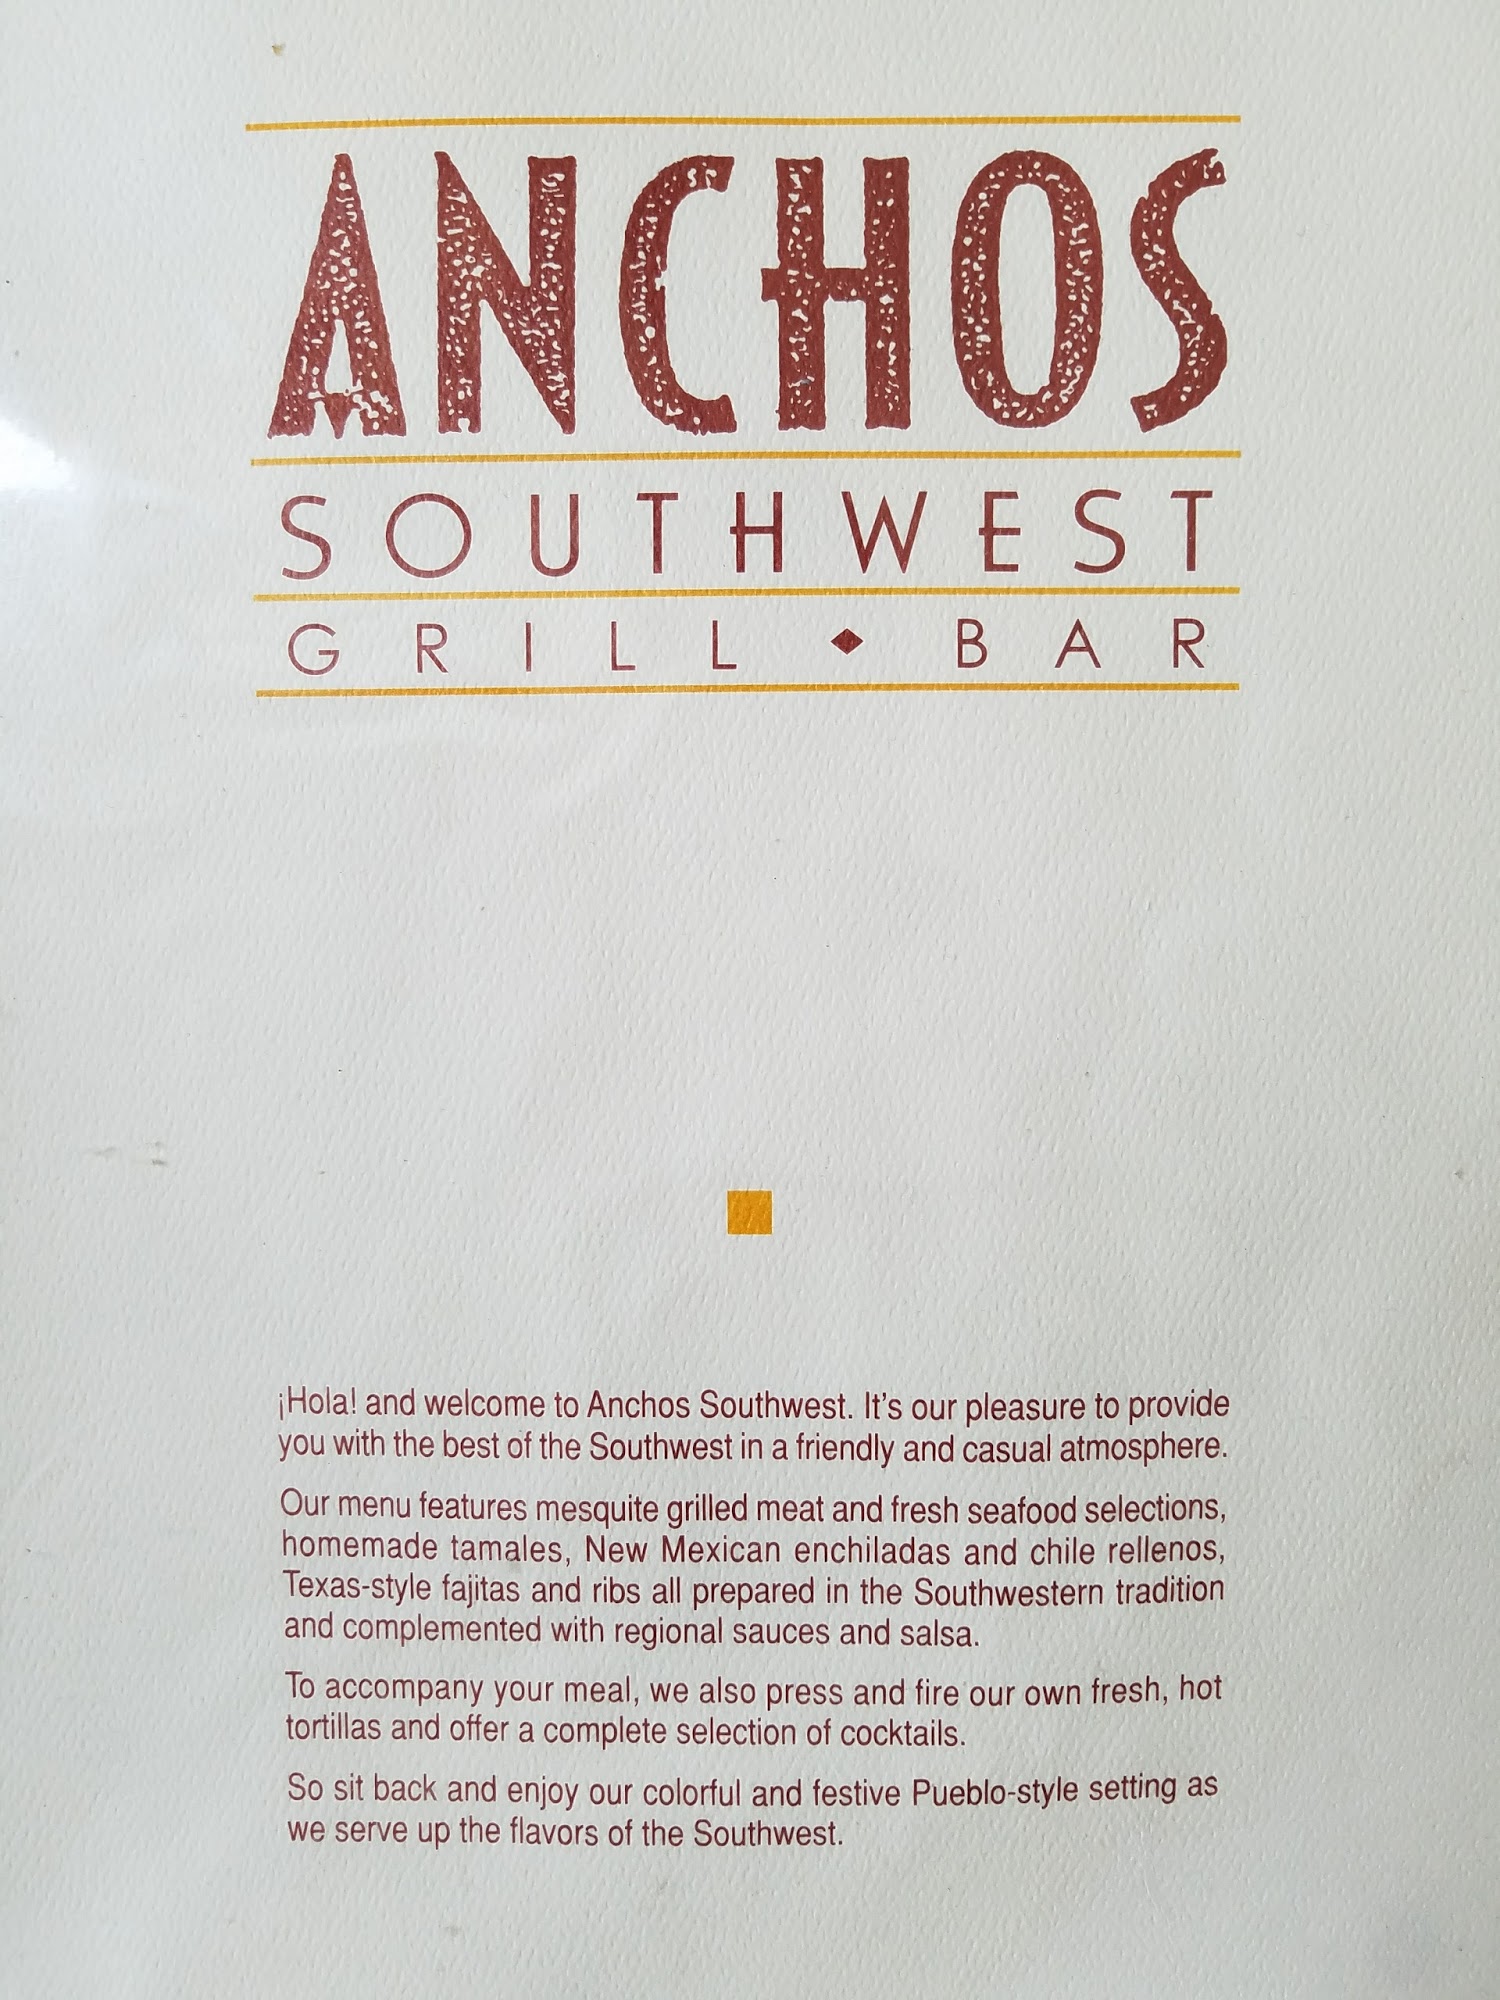 ANCHOS
SOUTHWEST
GRILL ◆ BAR
¡Hola! and welcome to Anchos Southwest. It's our pleasure to provide
you with the best of the Southwest in a friendly and casual atmosphere.
Our menu features mesquite grilled meat and fresh seafood selections,
homemade tamales, New Mexican enchiladas and chile rellenos,
Texas-style fajitas and ribs all prepared in the Southwestern tradition
and complemented with regional sauces and salsa.
To accompany your meal, we also press and fire our own fresh, hot
tortillas and offer a complete selection of cocktails.
So sit back and enjoy our colorful and festive Pueblo-style setting as
we serve up the flavors of the Southwest.